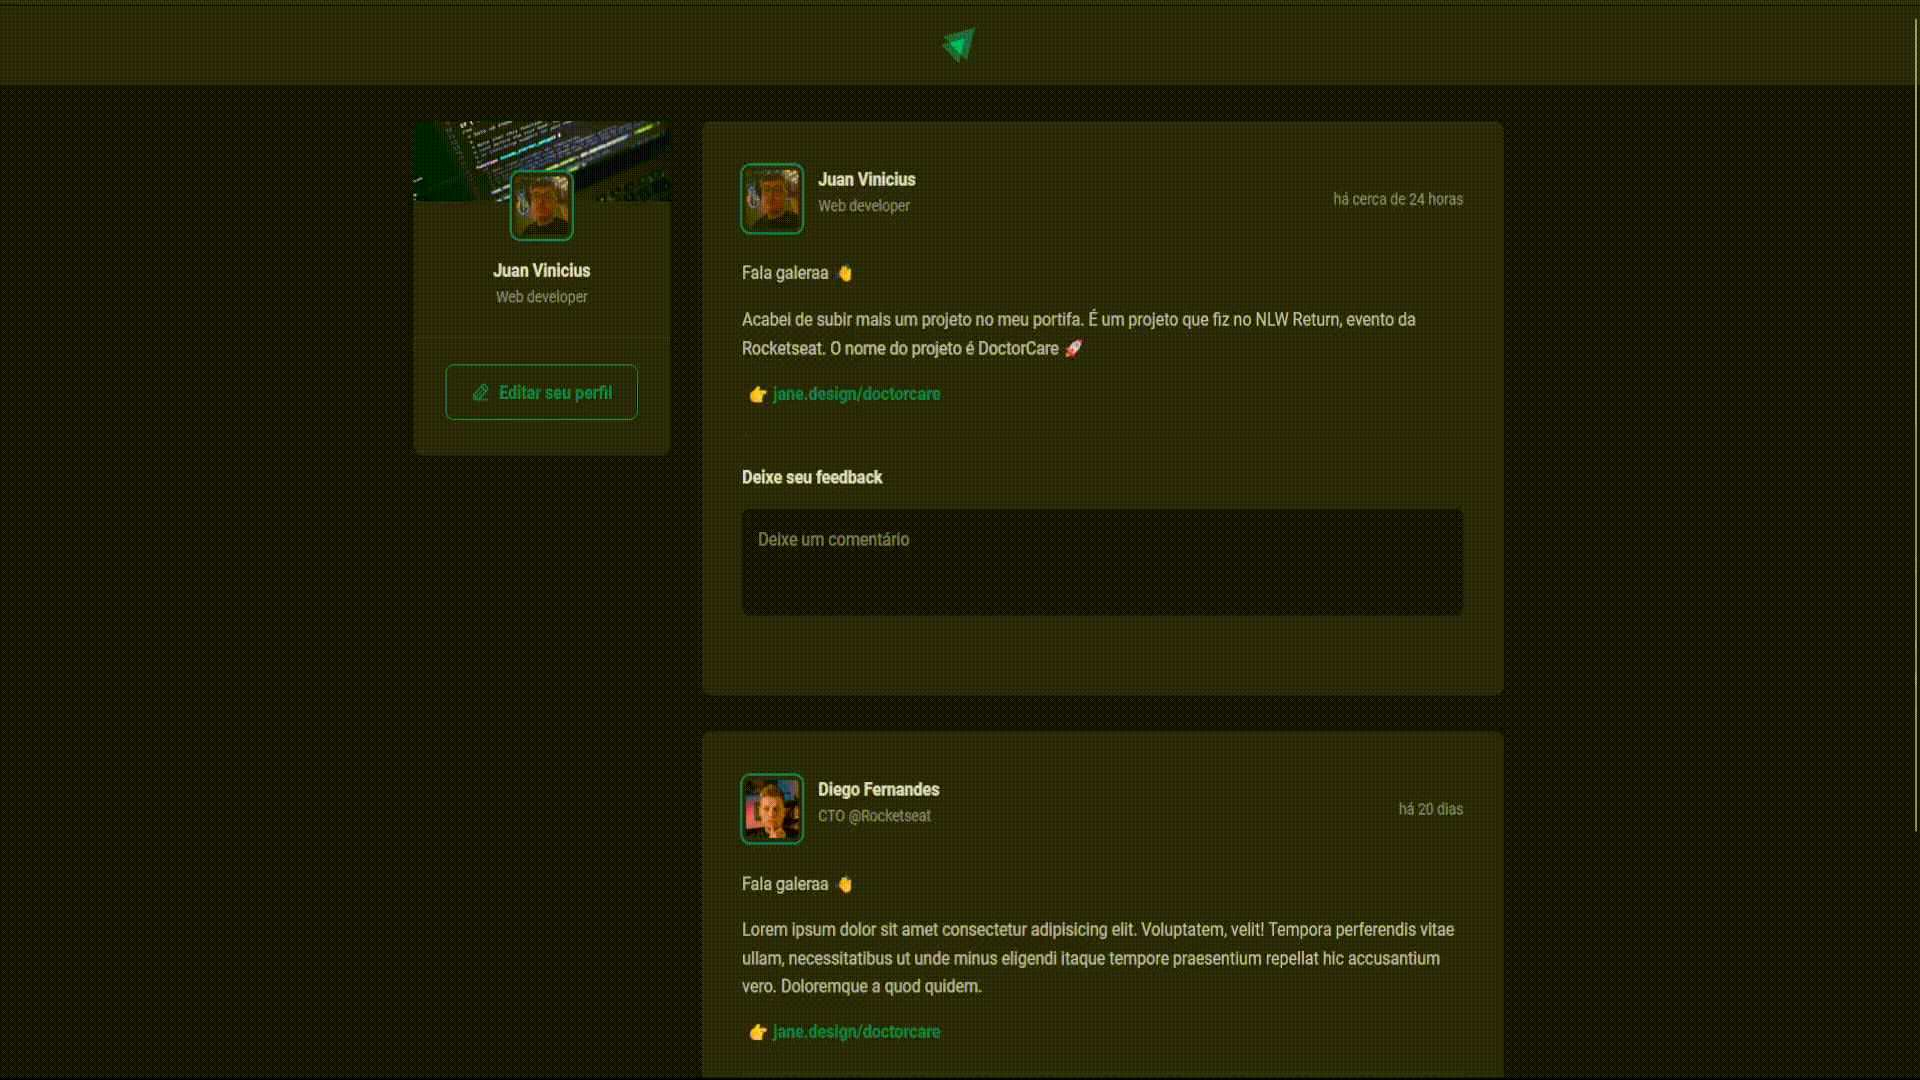 Juan Vinicius
Web developer
Editar seu perfil
Juan Vinicius
Web developer
há cerca de 24 horas
Fala galeraa 👋
Acabei de subir mais um projeto no meu portifa. É um projeto que fiz no NLW Return, evento da
Rocketseat. O nome do projeto é DoctorCare 🚀
👉 jane.design/doctorcare
Deixe seu feedback
Deixe um comentário
Diego Fernandes
CTO @Rocketseat
há 20 dias
Fala galeraa 👋
Lorem ipsum dolor sit amet consectetur adipisicing elit. Voluptatem, velit! Tempora perferendis vitae
ullam, necessitatibus ut unde minus eligendi itaque tempore praesentium repellat hic accusantium
vero. Doloremque a quod quidem.
👉 jane.design/doctorcare